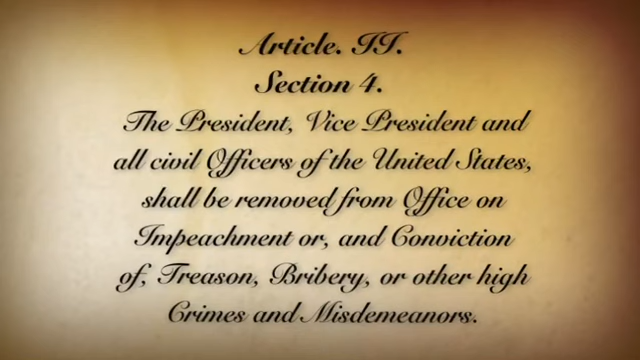 Article. II.
Section 4.
The President, Vice President and
all civil Officers of the United States,
shall be removed from Office on
Impeachment or, and Conviction
of, Treason, Bribery, or other high
Crimes and Misdemeanors.